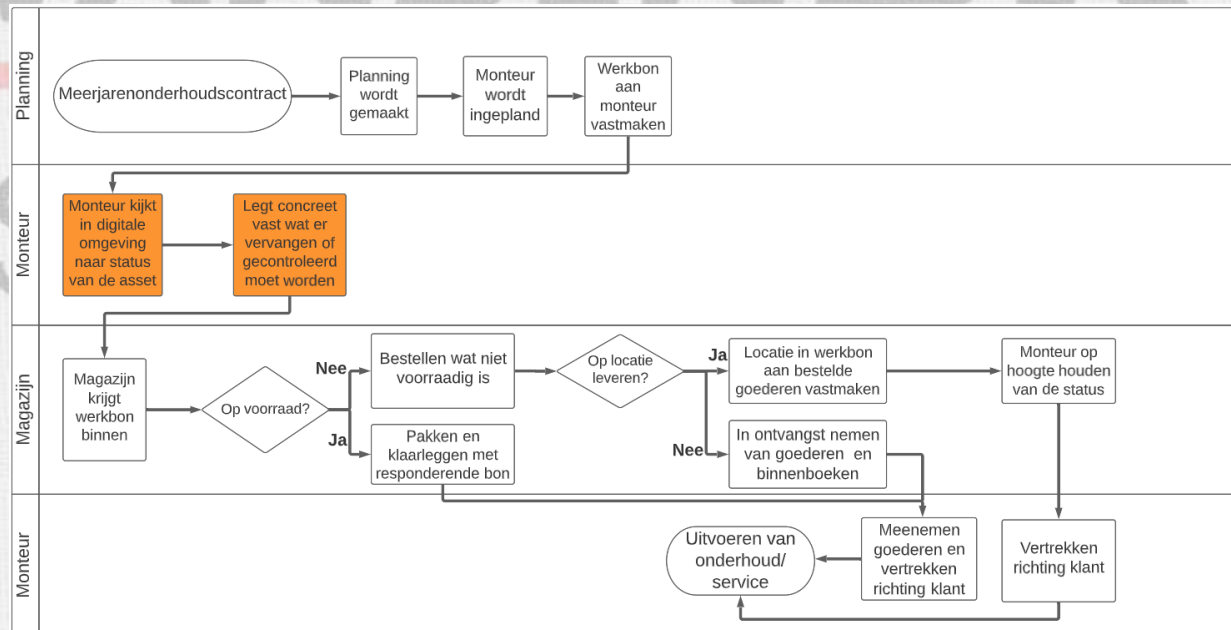 Planning
Meerjarenonderhoudscontract
Planning
wordt
gemaakt
Monteur
wordt
ingepland
Werkbon
aan
monteur
vastmaken
Monteur
Monteur kijkt
in digitale
omgeving
naar status
van de asset
Legt concreet
vast wat er
vervangen of
gecontroleerd
moet worden
Magazijn
Magazijn
krijgt
werkbon
binnen
Op voorraad?
Nee
Bestellen wat niet
voorraadig is
Ja
Pakken en
klaarleggen met
responderende bon
Op locatie
leveren?
Ja
Locatie in werkbon
aan bestelde
goederen vastmaken
Nee
In ontvangst nemen
van goederen en
binnenboeken
Monteur op
hoogte houden
van de status
Monteur
Uitvoeren van
onderhoud/
service
Meenemen
goederen en
vertrekken
richting klant
Vertrekken
richting klant